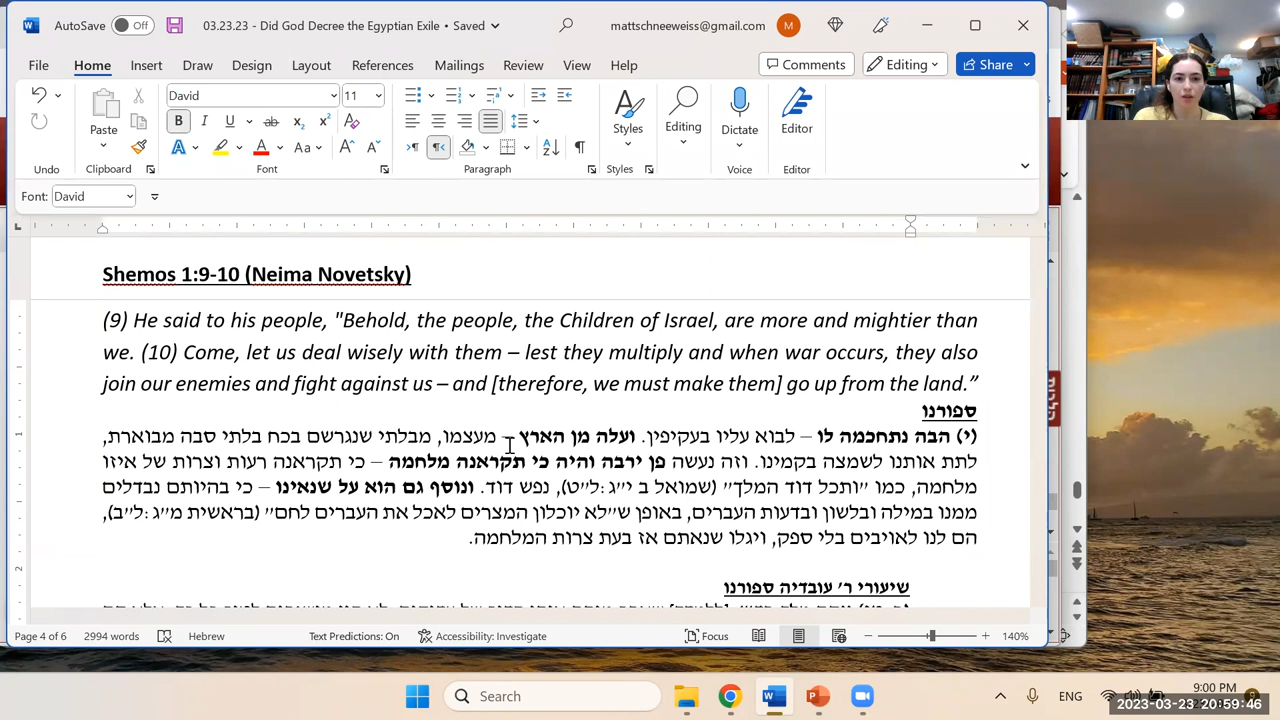 AutoSave Off 03.23.23 - Did God Decree the Egyptian Exile • Saved mattschneeweiss@gmail.com M
File Home Insert Draw Design Layout References Mailings Review View Help Comments Editing Share
David 11
B I U ab x₂ x²
A A Aa A A
Paste Styles Editing Dictate Editor
Undo Clipboard Font Paragraph Styles Voice Editor
Font: David
Shemos 1:9-10 (Neima Novetsky)
(9) He said to his people, "Behold, the people, the Children of Israel, are more and mightier than
we. (10) Come, let us deal wisely with them – lest they multiply and when war occurs, they also
join our enemies and fight against us – and [therefore, we must make them] go up from the land.”
ספורנו
(י) הבה נתחכמה לו – לבוא עליו בעקיפין. ועלה מן הארץ – מעצמו, מבלתי שנגרשם בכח בלתי סבה מבוארת,
לתת אותנו לשמצה בקמינו. וזה נעשה פן ירבה והיה כי תקראנה מלחמה – כי תקראנה רעות וצרות של איזו
מלחמה, כמו ״ותכל דוד המלך״ (שמואל ב י״ג:ל״ט), נפש דוד. ונוסף גם הוא על שנאינו – כי בהיותם נבדלים
ממנו במילה ובלשון ובדעות העברים, באופן ש״לא יוכלון המצרים לאכל את העברים לחם״ (בראשית מ״ג:ל״ב),
הם לנו לאויבים בלי ספק, ויגלו שנאתם אז בעת צרות המלחמה.
שיעורי ר׳ עובדיה ספורנו
Page 4 of 6 2994 words Hebrew Text Predictions: On Accessibility: Investigate Focus 140%
Search ENG 9:00 PM
2023-03-23 20:59:46